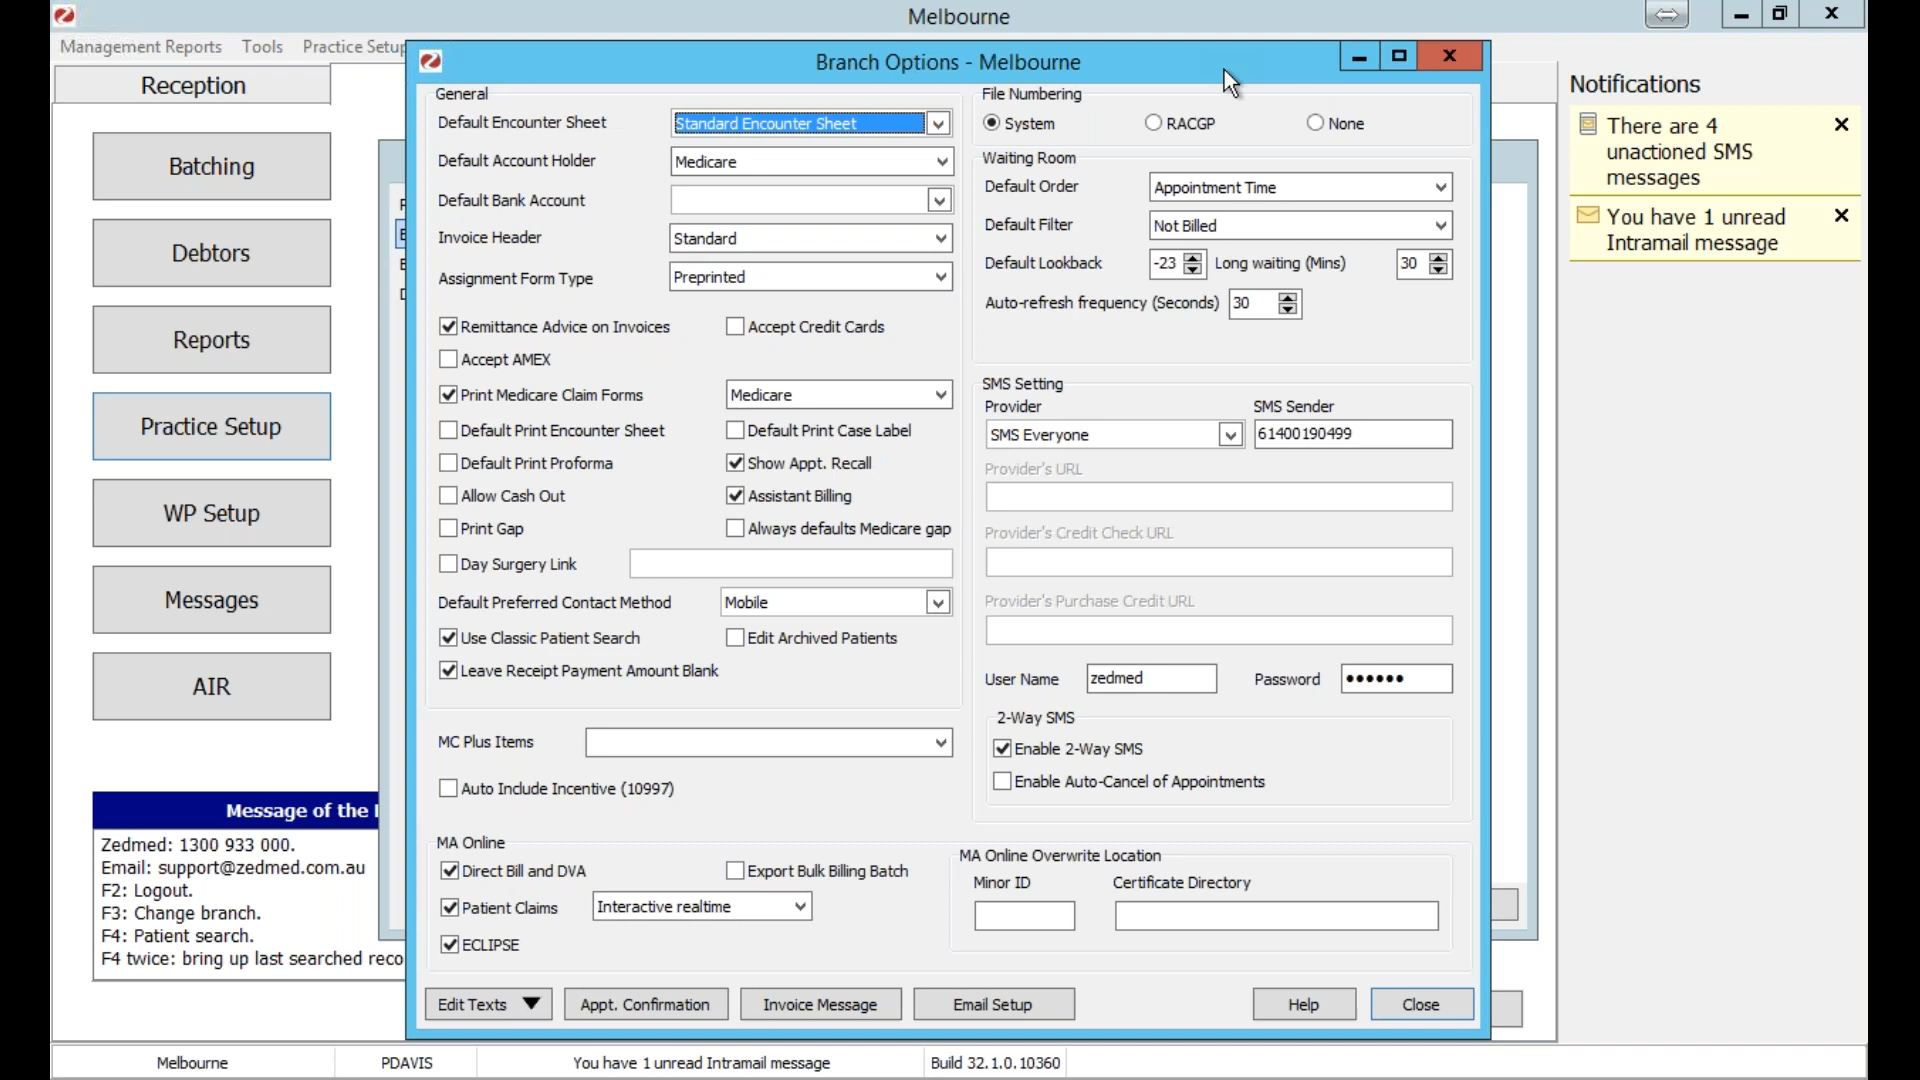 Melbourne
Management Reports Tools Practice Setup
Reception
Batching
Debtors
Reports
Practice Setup
WP Setup
Messages
AIR
Message of the
Zedmed: 1300 933 000.
Email: support@zedmed.com.au
F2: Logout.
F3: Change branch.
F4: Patient search.
F4 twice: bring up last searched reco
Branch Options - Melbourne
General
Default Encounter Sheet Standard Encounter Sheet
Default Account Holder Medicare
Default Bank Account
Invoice Header Standard
Assignment Form Type Preprinted
Remittance Advice on Invoices Accept Credit Cards
Accept AMEX
Print Medicare Claim Forms Medicare
Default Print Encounter Sheet Default Print Case Label
Default Print Proforma Show Appt. Recall
Allow Cash Out Assistant Billing
Print Gap Always defaults Medicare gap
Day Surgery Link
Default Preferred Contact Method Mobile
Use Classic Patient Search Edit Archived Patients
Leave Receipt Payment Amount Blank
MC Plus Items
Auto Include Incentive (10997)
MA Online
Direct Bill and DVA Export Bulk Billing Batch
Patient Claims Interactive realtime
ECLIPSE
File Numbering
System RACGP None
Waiting Room
Default Order Appointment Time
Default Filter Not Billed
Default Lookback -23 Long waiting (Mins) 30
Auto-refresh frequency (Seconds) 30
SMS Setting
Provider SMS Sender
SMS Everyone 61400190499
Provider's URL
Provider's Credit Check URL
Provider's Purchase Credit URL
User Name zedmed Password ••••••
2-Way SMS
Enable 2-Way SMS
Enable Auto-Cancel of Appointments
MA Online Overwrite Location
Minor ID Certificate Directory
Edit Texts Appt. Confirmation Invoice Message Email Setup Help Close
Notifications
There are 4
unactioned SMS
messages
You have 1 unread
Intramail message
Melbourne PDAVIS You have 1 unread Intramail message Build 32.1.0.10360